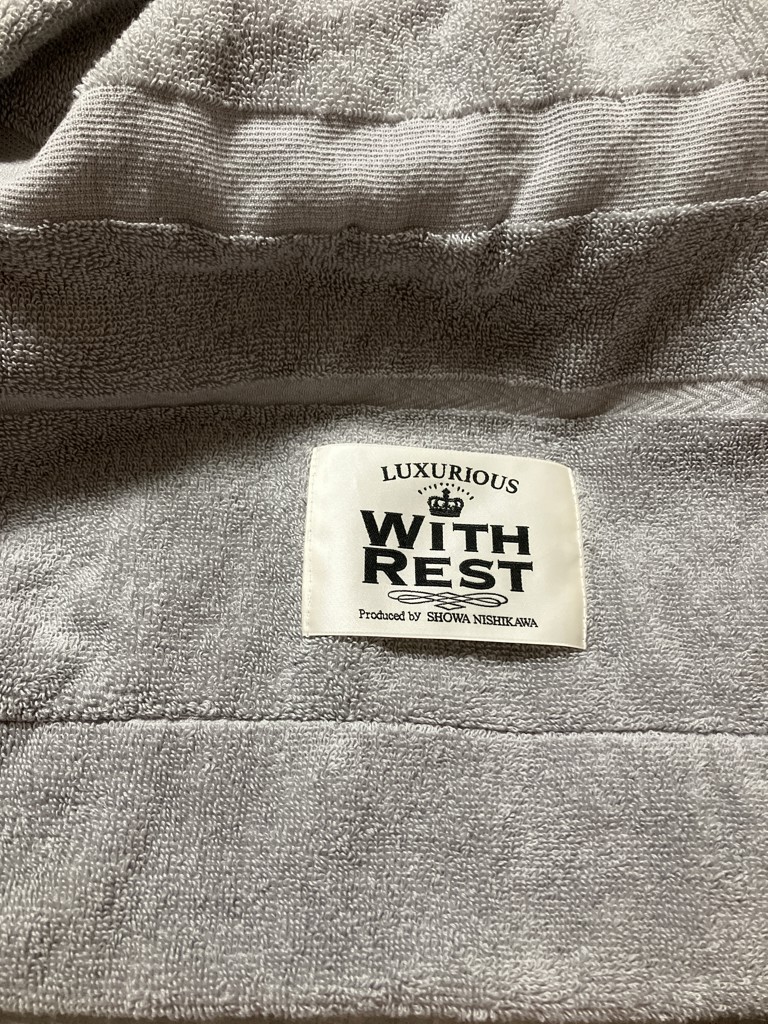 LUXURIOUS
WITH
REST
Produced by SHOWA NISHIKAWA